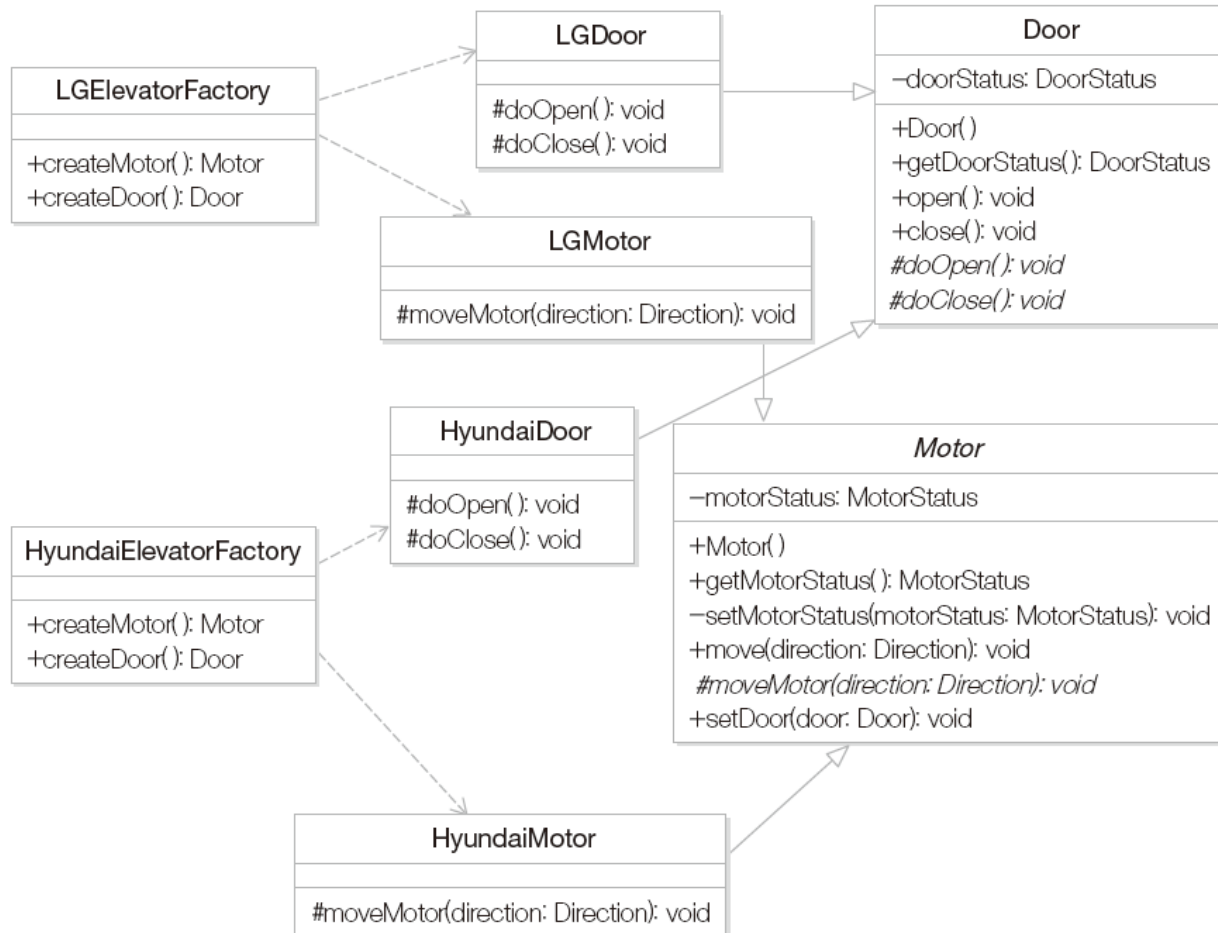 LGElevatorFactory
+createMotor(): Motor
+createDoor(): Door
LGDoor
#doOpen(): void
#doClose(): void
Door
–doorStatus: DoorStatus
+Door()
+getDoorStatus(): DoorStatus
+open(): void
+close(): void
#doOpen(): void
#doClose(): void
LGMotor
#moveMotor(direction: Direction): void
HyundaiDoor
#doOpen(): void
#doClose(): void
Motor
–motorStatus: MotorStatus
+Motor()
+getMotorStatus(): MotorStatus
–setMotorStatus(motorStatus: MotorStatus): void
+move(direction: Direction): void
#moveMotor(direction: Direction): void
+setDoor(door: Door): void
HyundaiElevatorFactory
+createMotor(): Motor
+createDoor(): Door
HyundaiMotor
#moveMotor(direction: Direction): void